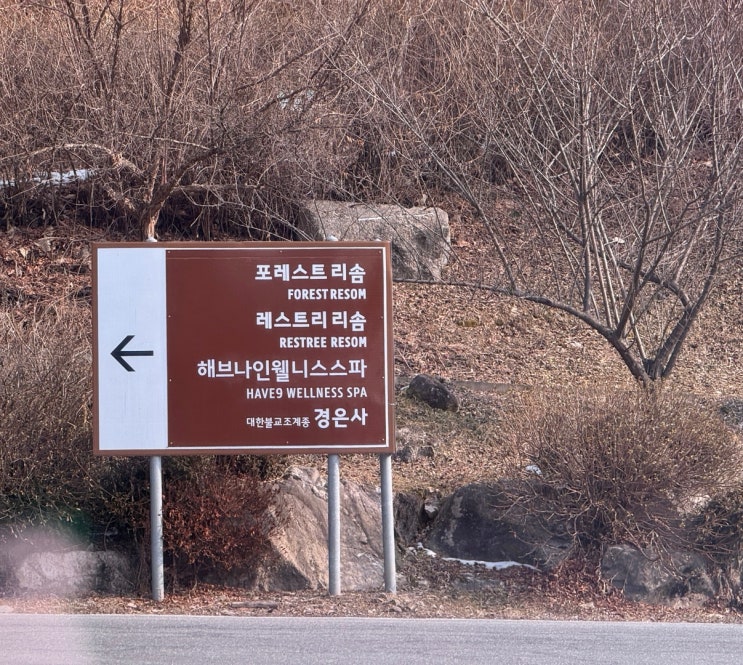 포레스트 리솜
FOREST RESOM
레스트리 리솜
RESTREE RESOM
해브나인웰니스스파
HAVE9 WELLNESS SPA
대한불교조계종 경은사